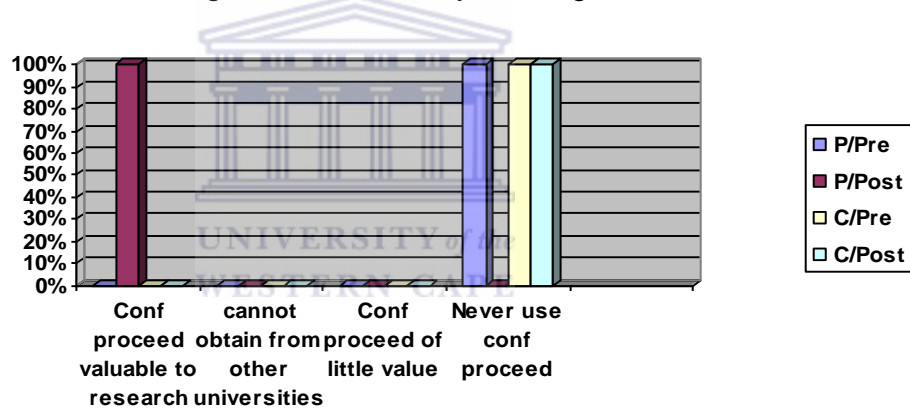 100%
90%
80%
70%
60%
50%
40%
30%
20%
10%
0%
UNIVERSITY of the
WESTERN CAPE
Conf
proceed
valuable to
research
cannot
obtain from
other
universities
Conf
proceed of
little value
Never use
conf
proceed
P/Pre
P/Post
C/Pre
C/Post